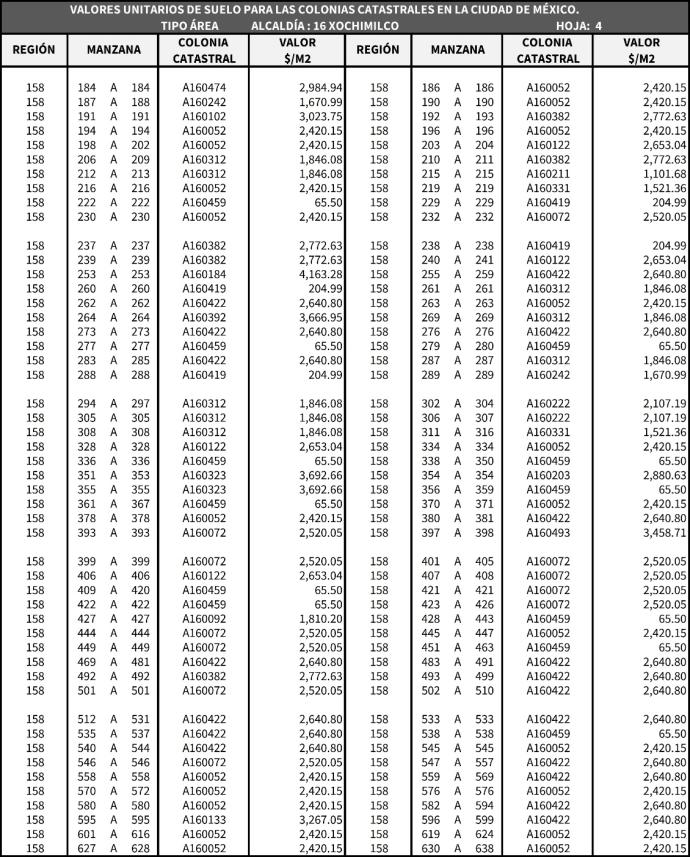 VALORES UNITARIOS DE SUELO PARA LAS COLONIAS CATASTRALES EN LA CIUDAD DE MÉXICO.
TIPO ÁREA ALCALDÍA : 16 XOCHIMILCO HOJA: 4
REGIÓN MANZANA COLONIA CATASTRAL VALOR $/M2 REGIÓN MANZANA COLONIA CATASTRAL VALOR $/M2
158 184 A 184 A160474 2,984.94 158 186 A 186 A160052 2,420.15
158 187 A 188 A160242 1,670.99 158 190 A 190 A160052 2,420.15
158 191 A 191 A160102 3,023.75 158 192 A 193 A160382 2,772.63
158 194 A 194 A160052 2,420.15 158 196 A 196 A160052 2,420.15
158 198 A 202 A160052 2,420.15 158 203 A 204 A160122 2,653.04
158 206 A 209 A160312 1,846.08 158 210 A 211 A160382 2,772.63
158 212 A 213 A160312 1,846.08 158 215 A 215 A160211 1,101.68
158 216 A 216 A160052 2,420.15 158 219 A 219 A160331 1,521.36
158 222 A 222 A160459 65.50 158 229 A 229 A160419 204.99
158 230 A 230 A160052 2,420.15 158 232 A 232 A160072 2,520.05
158 237 A 237 A160382 2,772.63 158 238 A 238 A160419 204.99
158 239 A 239 A160382 2,772.63 158 240 A 241 A160122 2,653.04
158 253 A 253 A160184 4,163.28 158 255 A 259 A160422 2,640.80
158 260 A 260 A160419 204.99 158 261 A 261 A160312 1,846.08
158 262 A 262 A160422 2,640.80 158 263 A 263 A160052 2,420.15
158 264 A 264 A160392 3,666.95 158 269 A 269 A160312 1,846.08
158 273 A 273 A160422 2,640.80 158 276 A 276 A160422 2,640.80
158 277 A 277 A160459 65.50 158 279 A 280 A160459 65.50
158 283 A 285 A160422 2,640.80 158 287 A 287 A160312 1,846.08
158 288 A 288 A160419 204.99 158 289 A 289 A160242 1,670.99
158 294 A 297 A160312 1,846.08 158 302 A 304 A160222 2,107.19
158 305 A 305 A160312 1,846.08 158 306 A 307 A160222 2,107.19
158 308 A 308 A160312 1,846.08 158 311 A 316 A160331 1,521.36
158 328 A 328 A160122 2,653.04 158 334 A 334 A160052 2,420.15
158 336 A 336 A160459 65.50 158 338 A 350 A160459 65.50
158 351 A 353 A160323 3,692.66 158 354 A 354 A160203 2,880.63
158 355 A 355 A160323 3,692.66 158 356 A 359 A160459 65.50
158 361 A 367 A160459 65.50 158 370 A 371 A160052 2,420.15
158 378 A 378 A160052 2,420.15 158 380 A 381 A160422 2,640.80
158 393 A 393 A160072 2,520.05 158 397 A 398 A160493 3,458.71
158 399 A 399 A160072 2,520.05 158 401 A 405 A160072 2,520.05
158 406 A 406 A160122 2,653.04 158 407 A 408 A160072 2,520.05
158 409 A 420 A160459 65.50 158 421 A 421 A160072 2,520.05
158 422 A 422 A160459 65.50 158 423 A 426 A160072 2,520.05
158 427 A 427 A160092 1,810.20 158 428 A 443 A160459 65.50
158 444 A 444 A160072 2,520.05 158 445 A 447 A160052 2,420.15
158 449 A 449 A160072 2,520.05 158 451 A 463 A160459 65.50
158 469 A 481 A160422 2,640.80 158 483 A 491 A160422 2,640.80
158 492 A 492 A160382 2,772.63 158 493 A 499 A160422 2,640.80
158 501 A 501 A160072 2,520.05 158 502 A 510 A160422 2,640.80
158 512 A 531 A160422 2,640.80 158 533 A 533 A160422 2,640.80
158 535 A 537 A160422 2,640.80 158 538 A 538 A160459 65.50
158 540 A 544 A160422 2,640.80 158 545 A 545 A160052 2,420.15
158 546 A 546 A160072 2,520.05 158 547 A 557 A160422 2,640.80
158 558 A 558 A160052 2,420.15 158 559 A 569 A160422 2,640.80
158 570 A 572 A160052 2,420.15 158 576 A 576 A160052 2,420.15
158 580 A 580 A160052 2,420.15 158 582 A 594 A160422 2,640.80
158 595 A 595 A160133 3,267.05 158 596 A 599 A160422 2,640.80
158 601 A 616 A160052 2,420.15 158 619 A 624 A160052 2,420.15
158 627 A 628 A160052 2,420.15 158 630 A 638 A160052 2,420.15